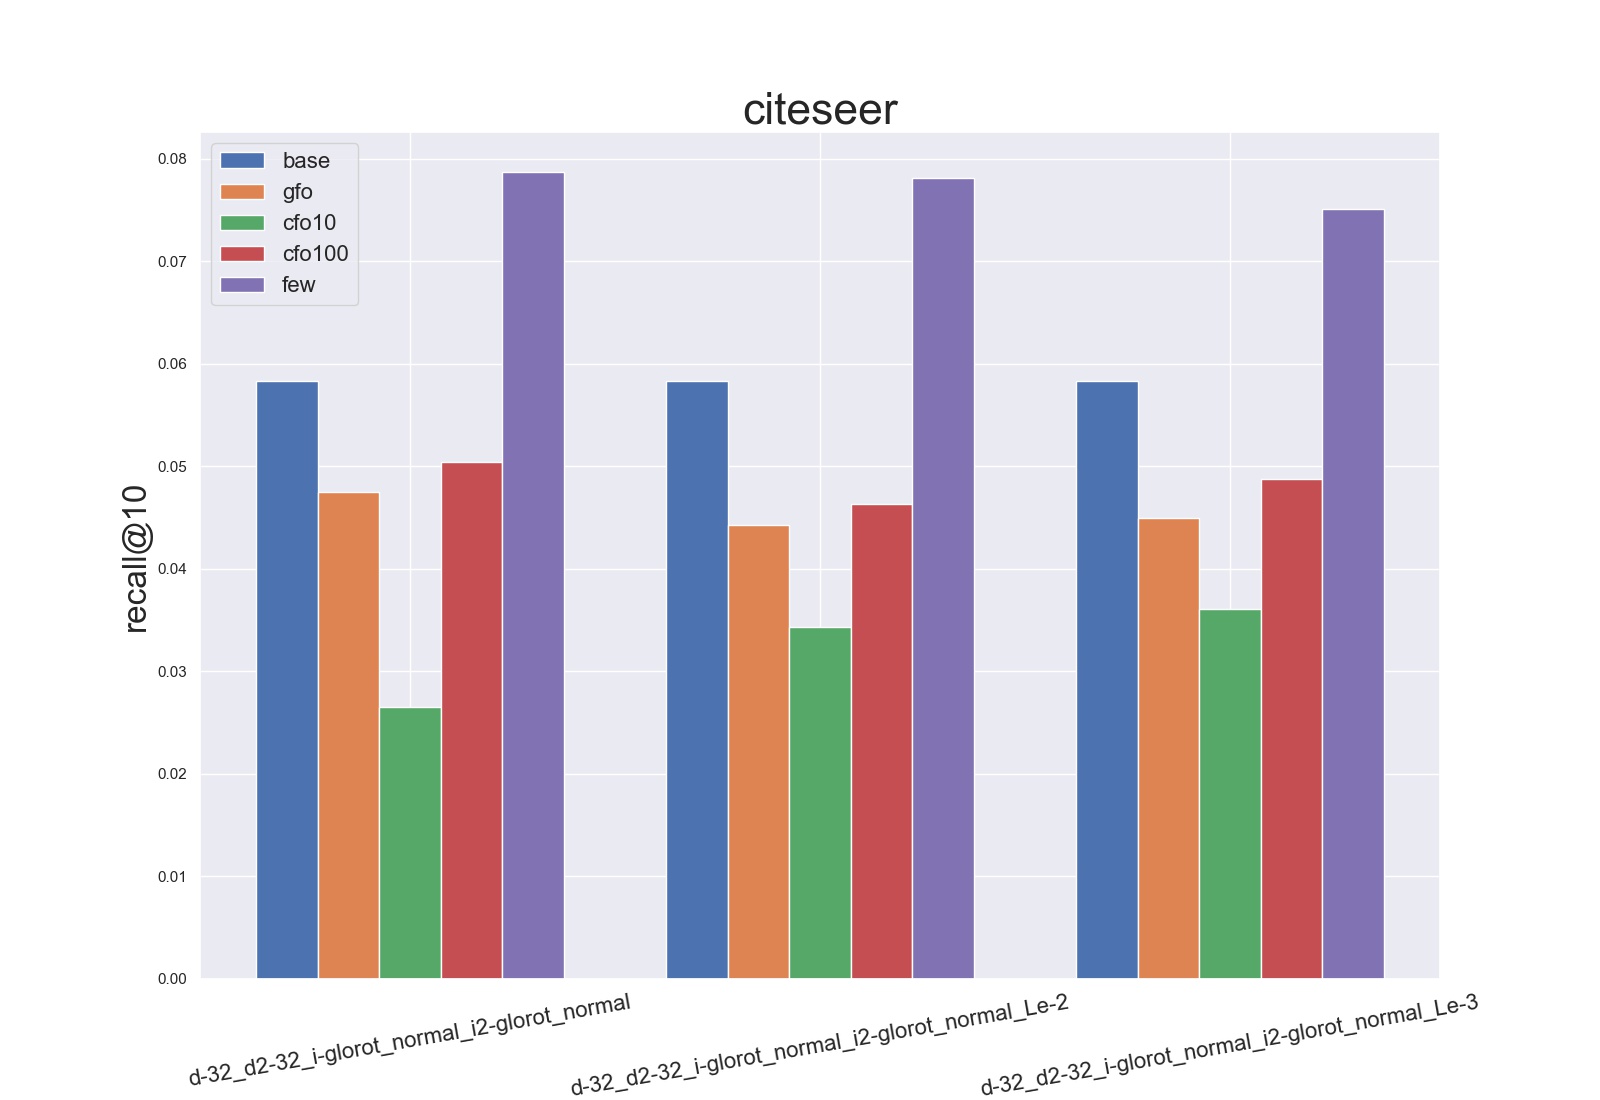 citeseer
base
gfo
cfo10
cfo100
few
0.08
0.07
0.06
0.05
0.04
0.03
0.02
0.01
0.00
recall@10
d-32_d2-32_i-glorot_normal_i2-glorot_normal
d-32_d2-32_i-glorot_normal_i2-glorot_normal_Le-2
d-32_d2-32_i-glorot_normal_i2-glorot_normal_Le-3